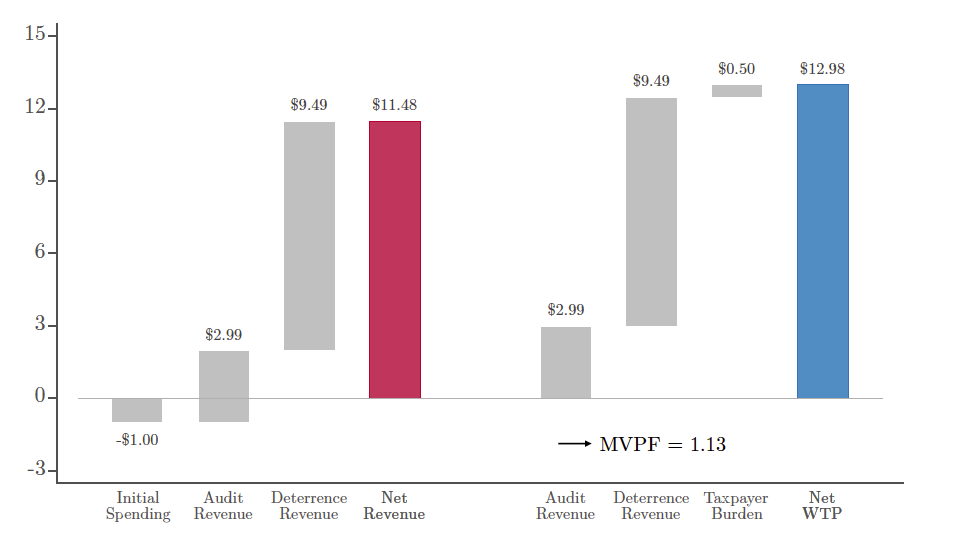 15
12
9
6
3
0
-3
-$1.00
$2.99
$9.49
$11.48
$2.99
$9.49
$0.50
$12.98
MVPF = 1.13
Initial
Spending
Audit
Revenue
Deterrence
Revenue
Net
Revenue
Audit
Revenue
Deterrence
Revenue
Taxpayer
Burden
Net
WTP